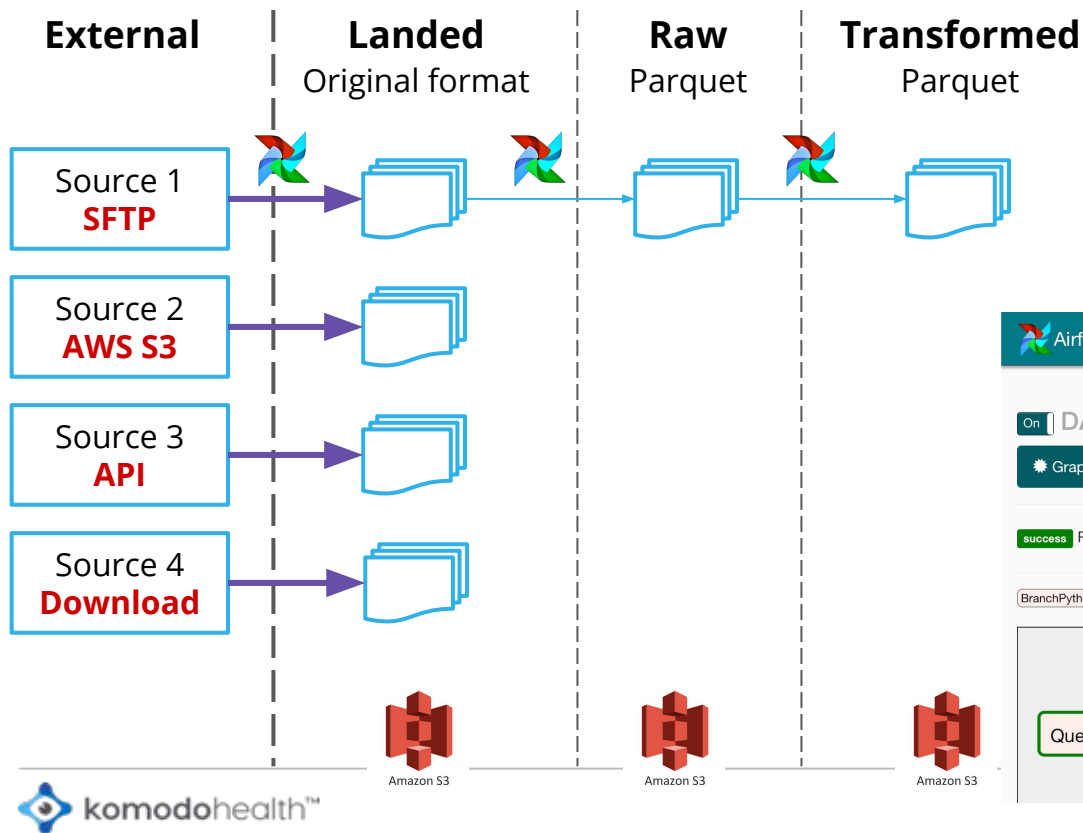 External
Landed
Original format
Raw
Parquet
Transformed
Parquet
Source 1
SFTP
Source 2
AWS S3
Source 3
API
Source 4
Download
On
success
Amazon S3
Amazon S3
Amazon S3
komodohealth™